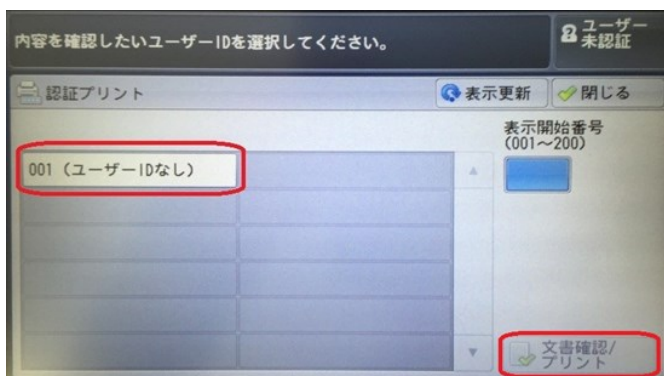 内容を確認したいユーザーIDを選択してください。
ユーザー
未認証
認証プリント
表示更新
閉じる
表示開始番号
(001～200)
001（ユーザーIDなし）
文書確認/
プリント